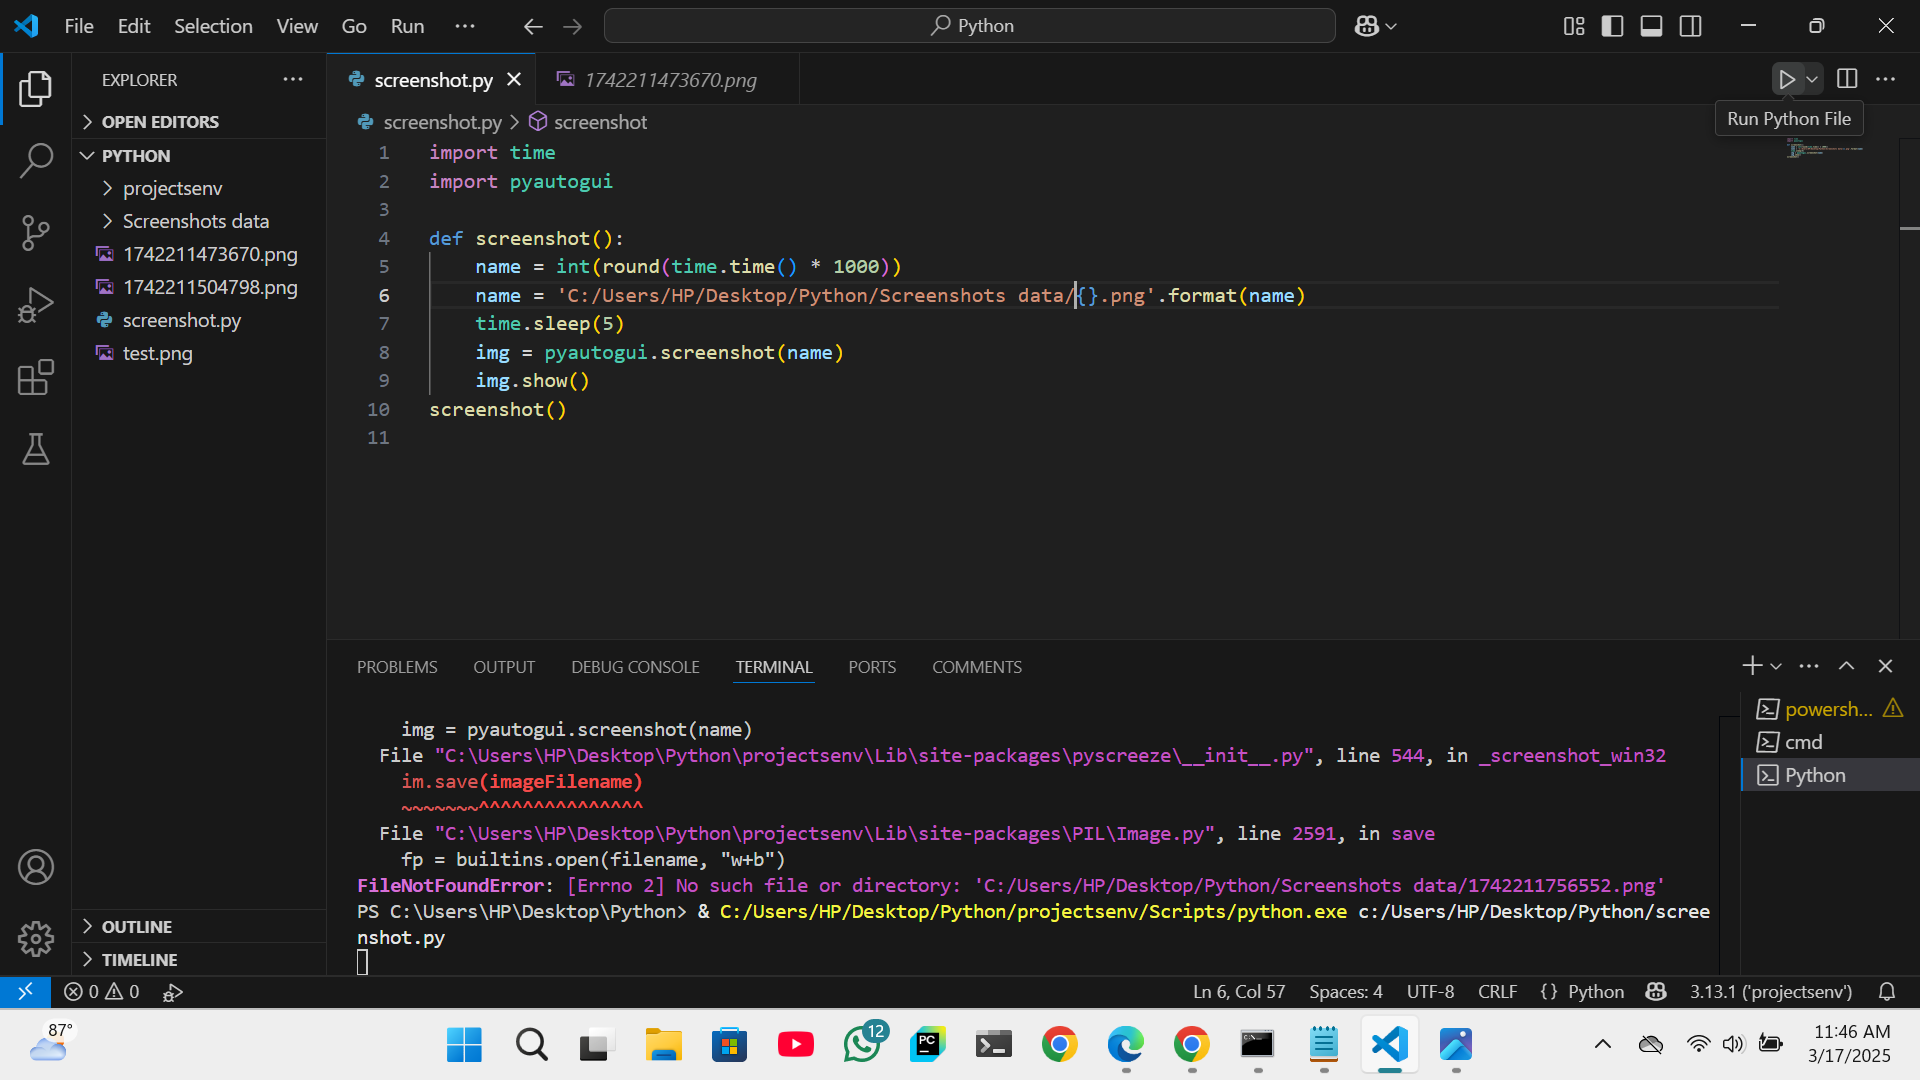 File Edit Selection View Go Run ··· Python
EXPLORER ···
screenshot.py 1742211473670.png
Run Python File
OPEN EDITORS
PYTHON
projectsenv
Screenshots data
1742211473670.png
1742211504798.png
screenshot.py
test.png
OUTLINE
TIMELINE
screenshot.py > screenshot
1 import time
2 import pyautogui
3
4 def screenshot():
5     name = int(round(time.time() * 1000))
6     name = 'C:/Users/HP/Desktop/Python/Screenshots data/{}.png'.format(name)
7     time.sleep(5)
8     img = pyautogui.screenshot(name)
9     img.show()
10 screenshot()
11
PROBLEMS OUTPUT DEBUG CONSOLE TERMINAL PORTS COMMENTS
img = pyautogui.screenshot(name)
File "C:\Users\HP\Desktop\Python\projectsenv\Lib\site-packages\pyscreeze\__init__.py", line 544, in _screenshot_win32
im.save(imageFilename)
~~~~~~~^^^^^^^^^^^^^^^
File "C:\Users\HP\Desktop\Python\projectsenv\Lib\site-packages\PIL\Image.py", line 2591, in save
fp = builtins.open(filename, "w+b")
FileNotFoundError: [Errno 2] No such file or directory: 'C:/Users/HP/Desktop/Python/Screenshots data/1742211756552.png'
PS C:\Users\HP\Desktop\Python> & C:/Users/HP/Desktop/Python/projectsenv/Scripts/python.exe c:/Users/HP/Desktop/Python/scree
nshot.py
powersh...
cmd
Python
0 0 Ln 6, Col 57 Spaces: 4 UTF-8 CRLF {} Python 3.13.1 ('projectsenv')
87°
12
PC
11:46 AM
3/17/2025